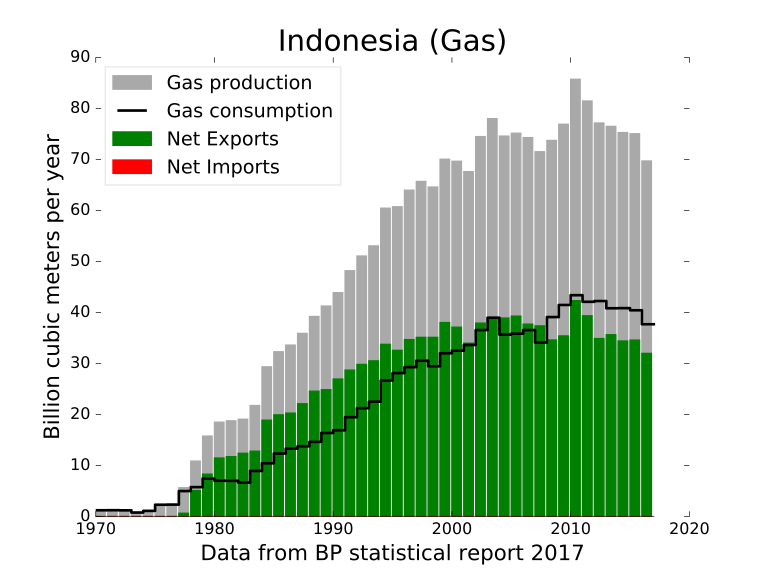 Indonesia (Gas)
Billion cubic meters per year
90
80
70
60
50
40
30
20
10
0
Gas production
Gas consumption
Net Exports
Net Imports
1970 1980 1990 2000 2010 2020
Data from BP statistical report 2017